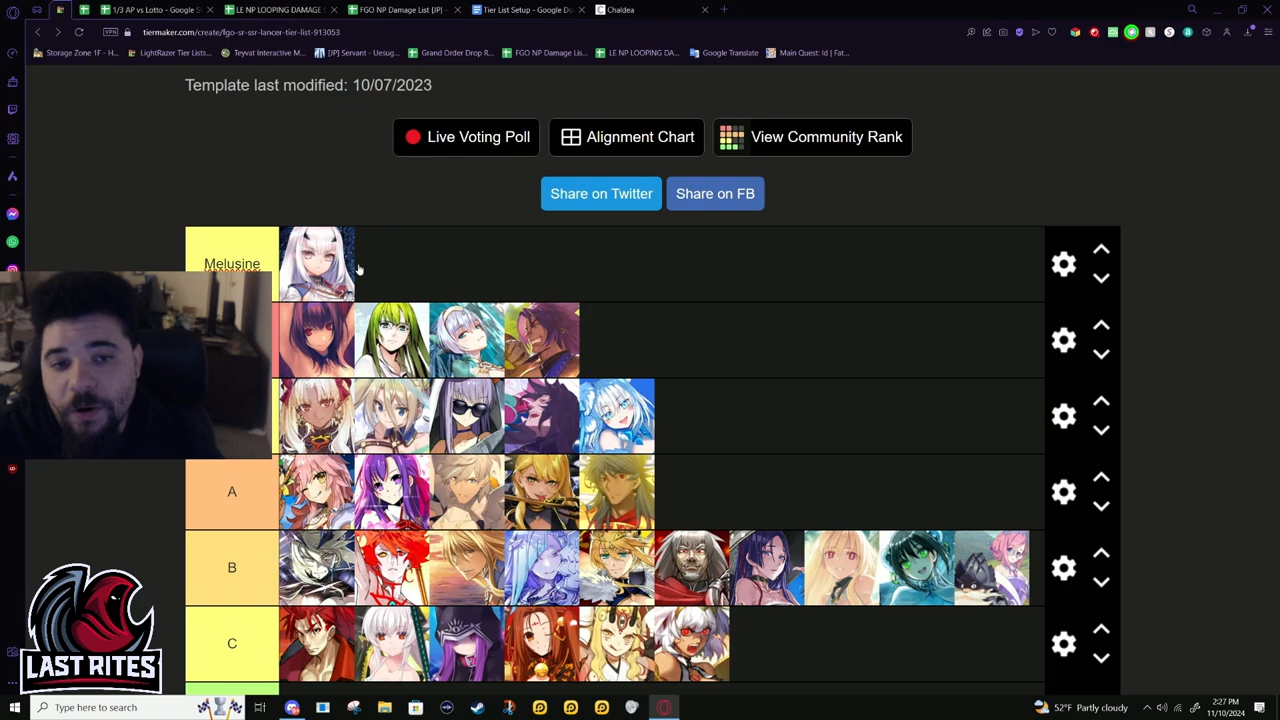 1/3 AP vs Lotto - Google S
LE NP LOOPING DAMAGE
FGO NP Damage List [JP] -
Tier List Setup - Google Do
Chaldea
VPN
tiermaker.com/create/fgo-sr-ssr-lancer-tier-list-913053
Storage Zone 1F - H...
LightRazer Tier Lists...
Teyvat Interactive M...
[JP] Servant - Uesug...
Grand Order Drop R...
FGO NP Damage Lis...
LE NP LOOPING DA...
Google Translate
Main Quest: Id | Fat...
Template last modified: 10/07/2023
Live Voting Poll
Alignment Chart
View Community Rank
Share on Twitter
Share on FB
Melusine
A
B
C
LAST RITES
Type here to search
52°F Partly cloudy
2:27 PM
11/10/2024